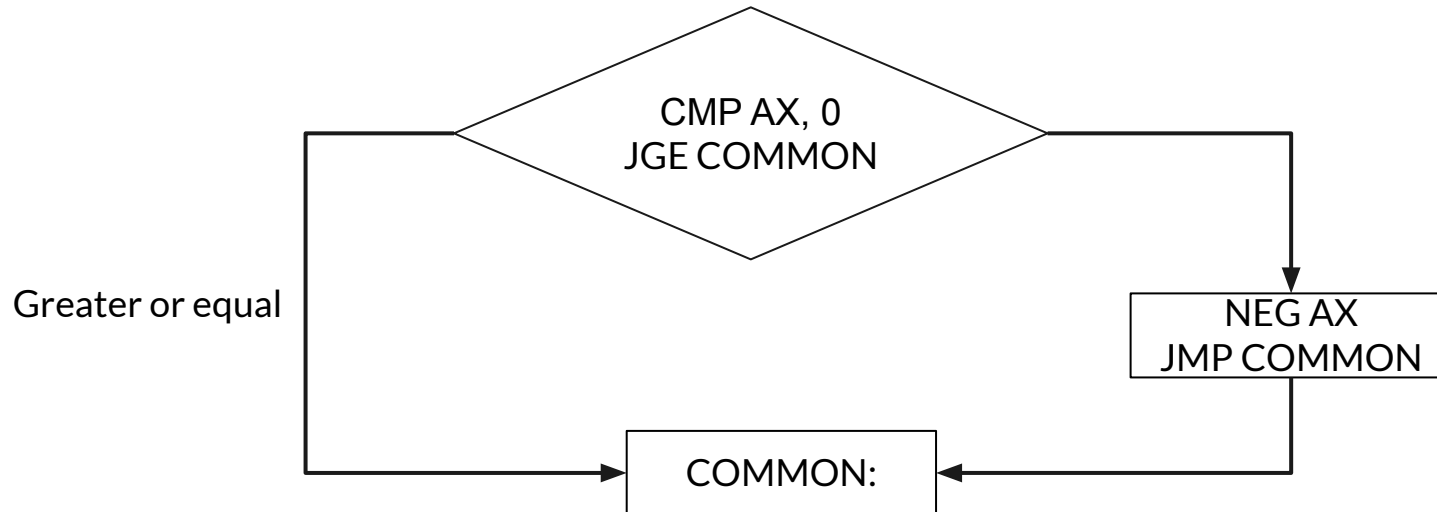 CMP AX, 0
JGE COMMON
Greater or equal
NEG AX
JMP COMMON
COMMON: